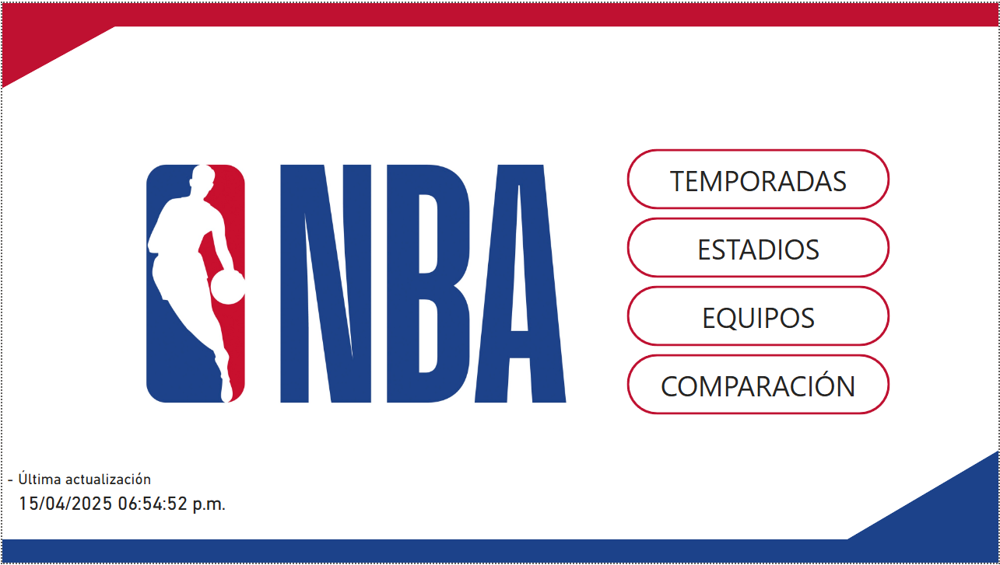 NBA
TEMPORADAS
ESTADIOS
EQUIPOS
COMPARACIÓN
- Última actualización
15/04/2025 06:54:52 p.m.